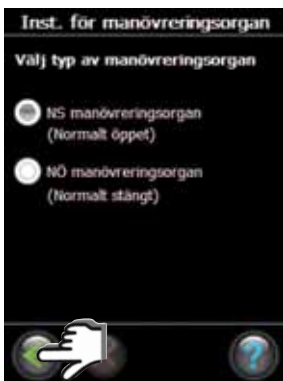 Inst. för manövreringsorgan
Välj typ av manövreringsorgan
NS manövreringsorgan
(Normalt öppet)
NÖ manövreringsorgan
(Normalt stängt)
?